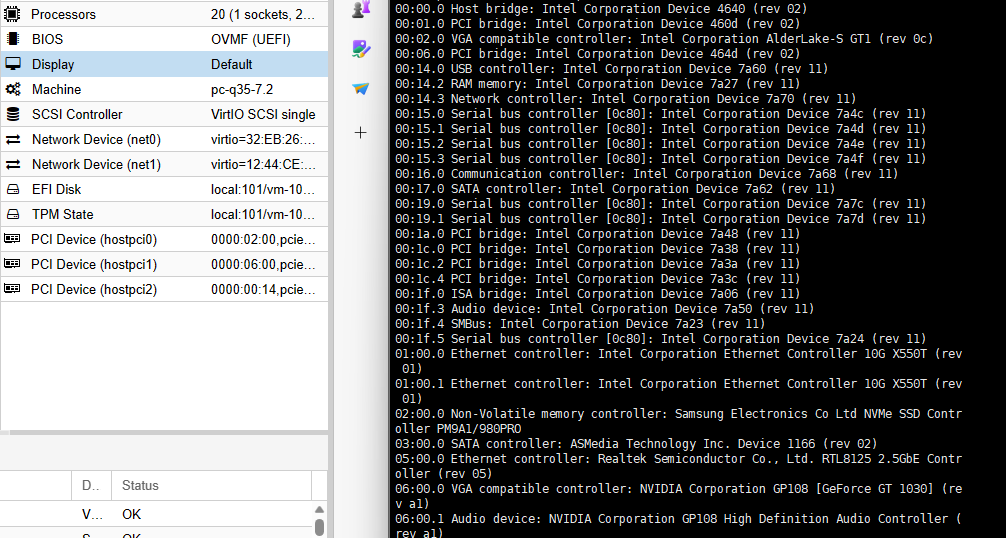 Processors 20 (1 sockets, 2...
BIOS OVMF (UEFI)
Display Default
Machine pc-q35-7.2
SCSI Controller VirtIO SCSI single
Network Device (net0) virtio=32:EB:26:...
Network Device (net1) virtio=12:44:CE:...
EFI Disk local:101/vm-10...
TPM State local:101/vm-10...
PCI Device (hostpci0) 0000:02:00,pcie...
PCI Device (hostpci1) 0000:06:00,pcie...
PCI Device (hostpci2) 0000:00:14,pcie...
D.. Status
V... OK
00:00.0 Host bridge: Intel Corporation Device 4640 (rev 02)
00:01.0 PCI bridge: Intel Corporation Device 460d (rev 02)
00:02.0 VGA compatible controller: Intel Corporation AlderLake-S GT1 (rev 0c)
00:06.0 PCI bridge: Intel Corporation Device 464d (rev 02)
00:14.0 USB controller: Intel Corporation Device 7a60 (rev 11)
00:14.2 RAM memory: Intel Corporation Device 7a27 (rev 11)
00:14.3 Network controller: Intel Corporation Device 7a70 (rev 11)
00:15.0 Serial bus controller [0c80]: Intel Corporation Device 7a4c (rev 11)
00:15.1 Serial bus controller [0c80]: Intel Corporation Device 7a4d (rev 11)
00:15.2 Serial bus controller [0c80]: Intel Corporation Device 7a4e (rev 11)
00:15.3 Serial bus controller [0c80]: Intel Corporation Device 7a4f (rev 11)
00:16.0 Communication controller: Intel Corporation Device 7a68 (rev 11)
00:17.0 SATA controller: Intel Corporation Device 7a62 (rev 11)
00:19.0 Serial bus controller [0c80]: Intel Corporation Device 7a7c (rev 11)
00:19.1 Serial bus controller [0c80]: Intel Corporation Device 7a7d (rev 11)
00:1a.0 PCI bridge: Intel Corporation Device 7a48 (rev 11)
00:1c.0 PCI bridge: Intel Corporation Device 7a38 (rev 11)
00:1c.2 PCI bridge: Intel Corporation Device 7a3a (rev 11)
00:1c.4 PCI bridge: Intel Corporation Device 7a3c (rev 11)
00:1f.0 ISA bridge: Intel Corporation Device 7a06 (rev 11)
00:1f.3 Audio device: Intel Corporation Device 7a50 (rev 11)
00:1f.4 SMBus: Intel Corporation Device 7a23 (rev 11)
00:1f.5 Serial bus controller [0c80]: Intel Corporation Device 7a24 (rev 11)
01:00.0 Ethernet controller: Intel Corporation Ethernet Controller 10G X550T (rev
01)
01:00.1 Ethernet controller: Intel Corporation Ethernet Controller 10G X550T (rev
01)
02:00.0 Non-Volatile memory controller: Samsung Electronics Co Ltd NVMe SSD Contr
oller PM9A1/980PRO
03:00.0 SATA controller: ASMedia Technology Inc. Device 1166 (rev 02)
05:00.0 Ethernet controller: Realtek Semiconductor Co., Ltd. RTL8125 2.5GbE Contr
oller (rev 05)
06:00.0 VGA compatible controller: NVIDIA Corporation GP108 [GeForce GT 1030] (re
v a1)
06:00.1 Audio device: NVIDIA Corporation GP108 High Definition Audio Controller (
rev a1)